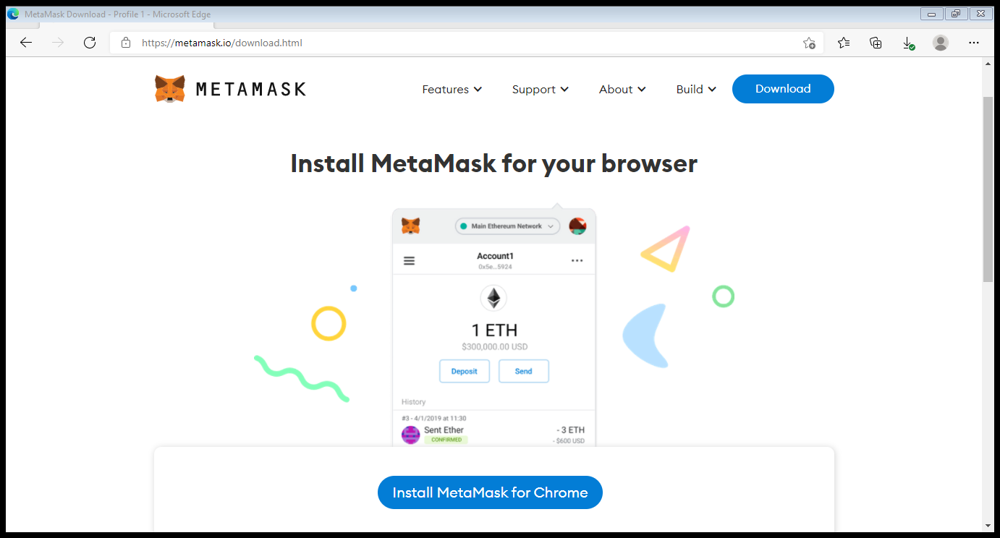 MetaMask Download - Profile 1 - Microsoft Edge
https://metamask.io/download.html
METAMASK
Features Support About Build Download
Install MetaMask for your browser
Main Ethereum Network
Account1
0x5e...5924
1 ETH
$300,000.00 USD
Deposit Send
History
#3 - 4/1/2019 at 11:30
Sent Ether - 3 ETH
CONFIRMED - $600 USD
Install MetaMask for Chrome